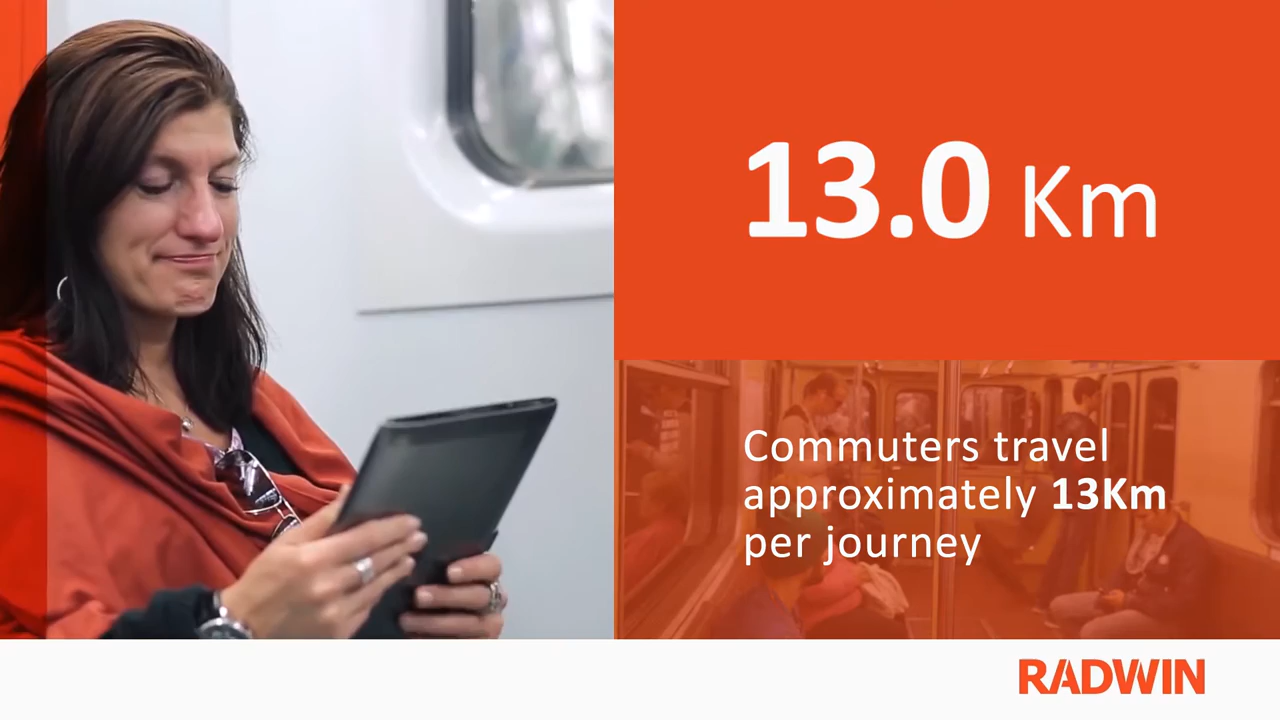 13.0 Km
Commuters travel
approximately 13Km
per journey
RADWIN